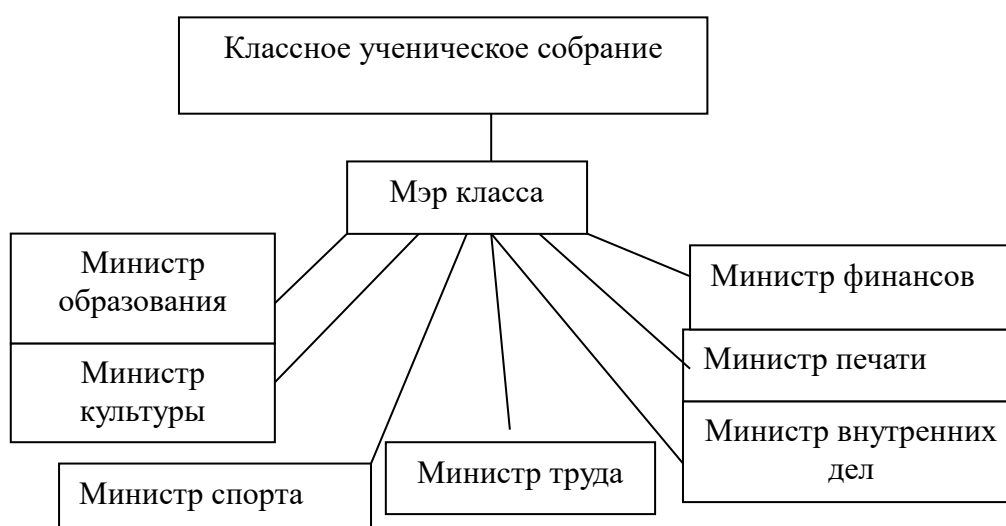 Классное ученическое собрание
Мэр класса
Министр
образования
Министр
культуры
Министр спорта
Министр труда
Министр финансов
Министр печати
Министр внутренних
дел